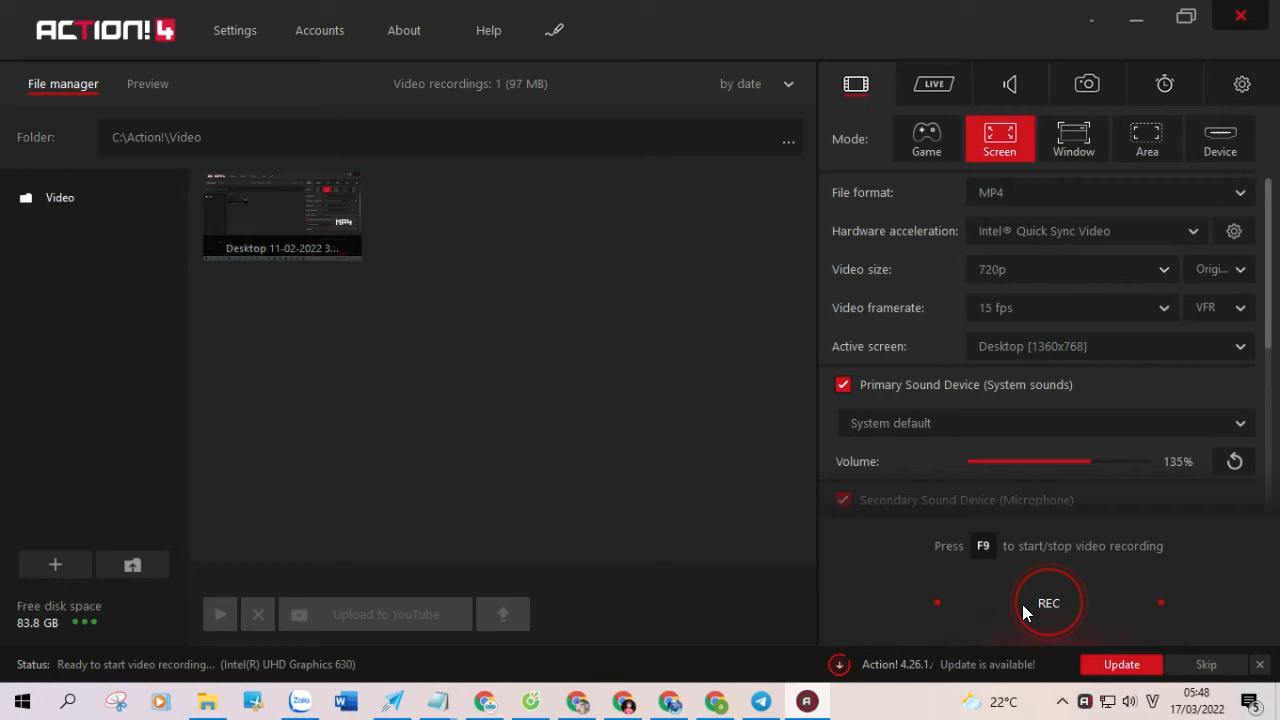 ACTION! 4
Settings
Accounts
About
Help
File manager
Preview
Video recordings: 1 (97 MB)
by date
LIVE
Folder:
C:\Action!\Video
...
Mode:
Game
Screen
Window
Area
Device
Video
MP4
Desktop 11-02-2022 3...
File format:
MP4
Hardware acceleration:
Intel® Quick Sync Video
Video size:
720p
Origi...
Video framerate:
15 fps
VFR
Active screen:
Desktop [1360x768]
Primary Sound Device (System sounds)
System default
Volume:
135%
Secondary Sound Device (Microphone)
Press F9 to start/stop video recording
REC
Free disk space
83.8 GB
Upload to YouTube
Status: Ready to start video recording... (Intel(R) UHD Graphics 630)
Action! 4.26.1. Update is available!
Update
Skip
Zalo
22°C
05:48
17/03/2022
5